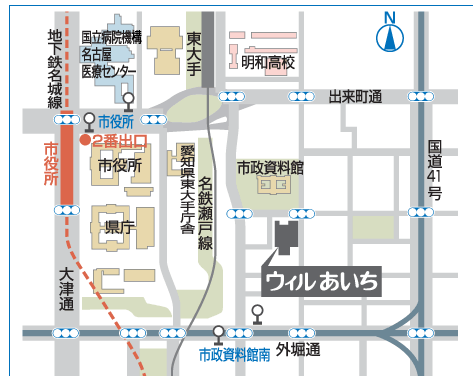 N
地下鉄名城線
国立病院機構
名古屋
医療センター
東大手
明和高校
出来町通
市役所
2番出口
市役所
市役所
愛知県東大手庁舎
名鉄瀬戸線
市政資料館
国道41号
県庁
大津通
ウィルあいち
市政資料館南
外堀通